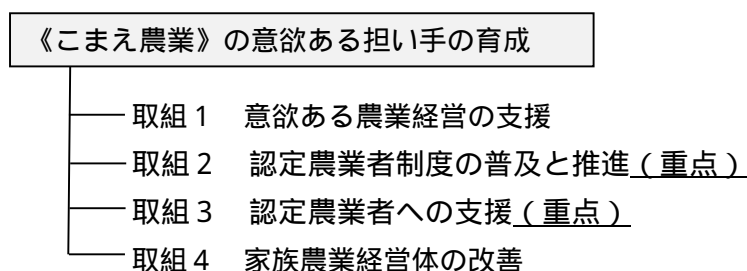 《こまえ農業》の意欲ある担い手の育成
取組1 意欲ある農業経営の支援
取組2 認定農業者制度の普及と推進(重点)
取組3 認定農業者への支援(重点)
取組4 家族農業経営体の改善